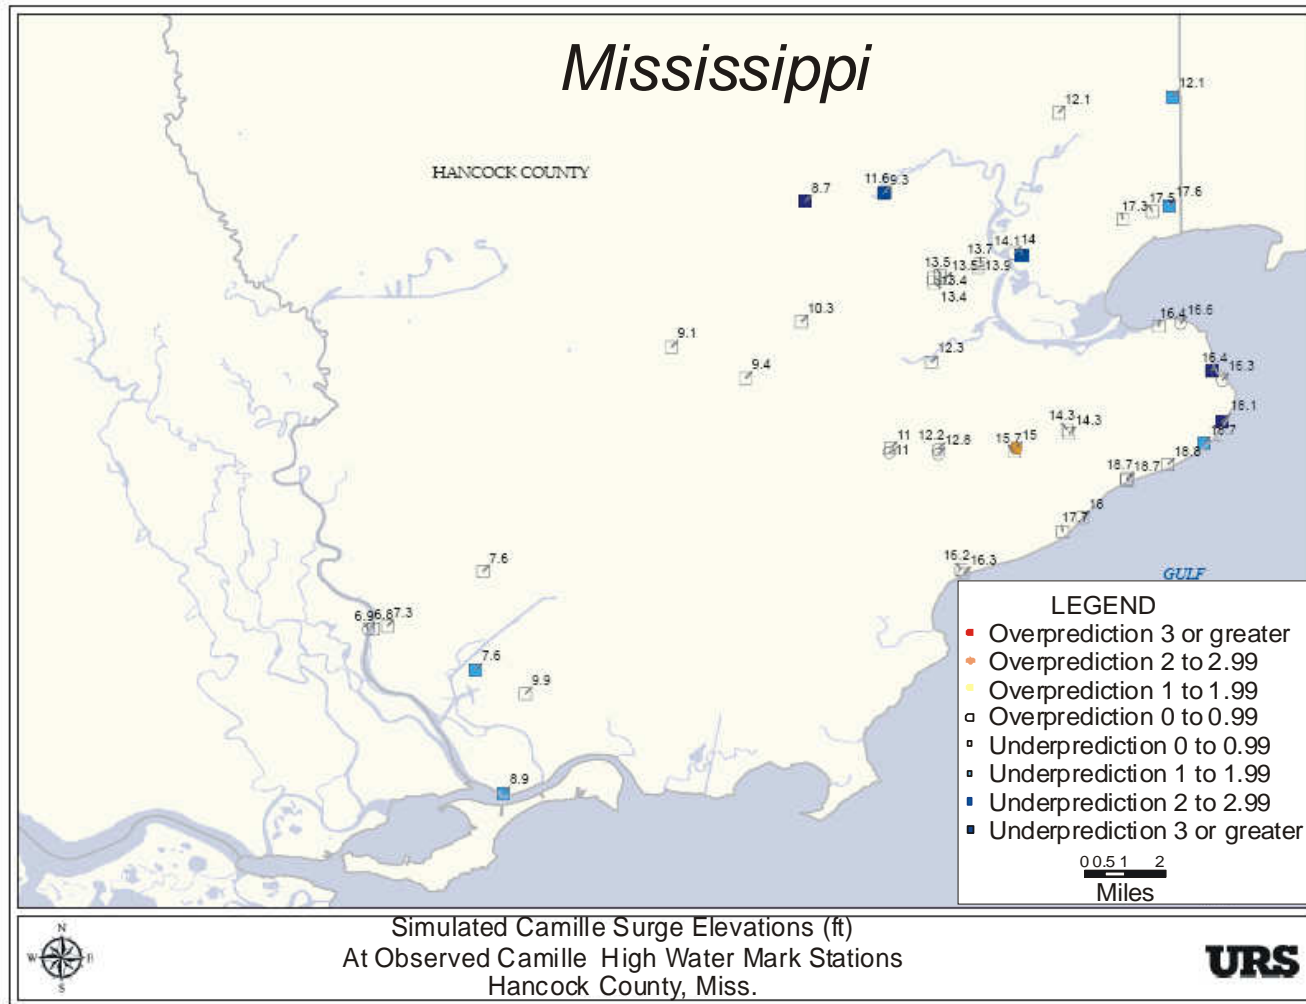 Mississippi
12.1
12.1
HANCOCK COUNTY
8.7
11.6 9.3
17.3 17.5 17.6
13.7 14.1 14
13.5 13.5 13.9
13.4
13.4
10.3
16.4 16.6
9.1
12.3
16.4 16.3
9.4
18.1
14.3 14.3
11 12.2 12.8 15.7 15 18.7
11
18.7 18.7 18.8
18
17.7
16.2 16.3
7.6
GULF
6.9 6.8 7.3
7.6
9.9
8.9
LEGEND
Overprediction 3 or greater
Overprediction 2 to 2.99
Overprediction 1 to 1.99
Overprediction 0 to 0.99
Underprediction 0 to 0.99
Underprediction 1 to 1.99
Underprediction 2 to 2.99
Underprediction 3 or greater
0 0.5 1 2
Miles
N
W E
S
Simulated Camille Surge Elevations (ft)
At Observed Camille High Water Mark Stations
Hancock County, Miss.
URS